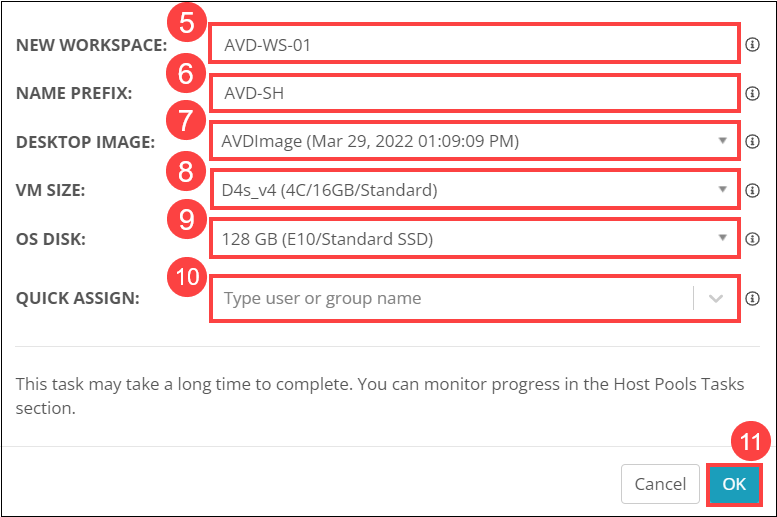 5
NEW WORKSPACE: AVD-WS-01
6
NAME PREFIX: AVD-SH
7
DESKTOP IMAGE: AVDImage (Mar 29, 2022 01:09:09 PM)
8
VM SIZE: D4s_v4 (4C/16GB/Standard)
9
OS DISK: 128 GB (E10/Standard SSD)
10
QUICK ASSIGN: Type user or group name
This task may take a long time to complete. You can monitor progress in the Host Pools Tasks
section.
11
Cancel OK